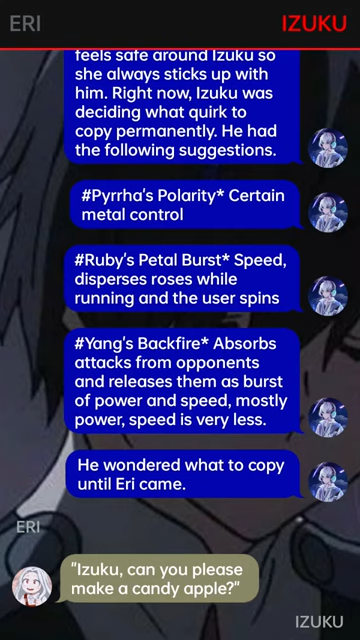 ERI
IZUKU
feels safe around Izuku so
she always sticks up with
him. Right now, Izuku was
deciding what quirk to
copy permanently. He had
the following suggestions.
#Pyrrha's Polarity* Certain
metal control
#Ruby's Petal Burst* Speed,
disperses roses while
running and the user spins
#Yang's Backfire* Absorbs
attacks from opponents
and releases them as burst
of power and speed, mostly
power, speed is very less.
He wondered what to copy
until Eri came.
ERI
"Izuku, can you please
make a candy apple?"
IZUKU